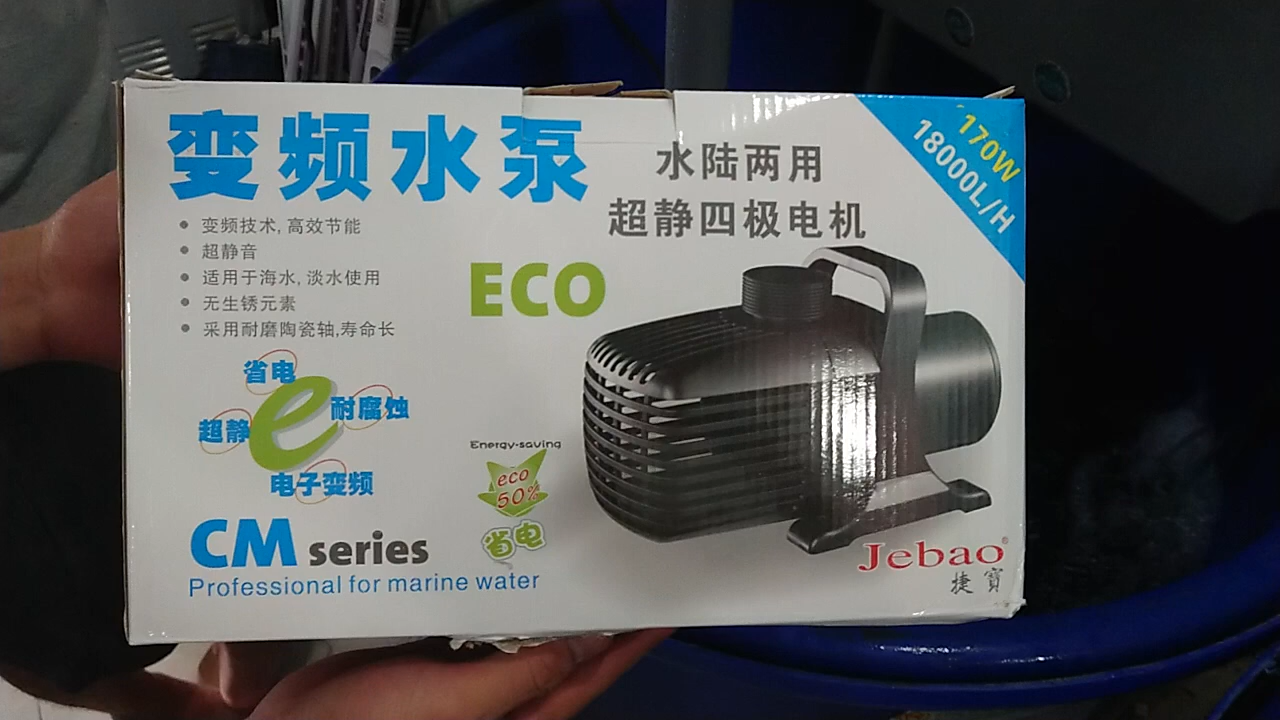 变频水泵
水陆两用
超静四极电机
170W
18000L/H
变频技术,高效节能
超静音
适用于海水,淡水使用
无生锈元素
采用耐磨陶瓷轴,寿命长
ECO
省电
e
耐腐蚀
超静
电子变频
Energy-saving
eco
50%
省电
CM series
Professional for marine water
Jebao®
捷寶